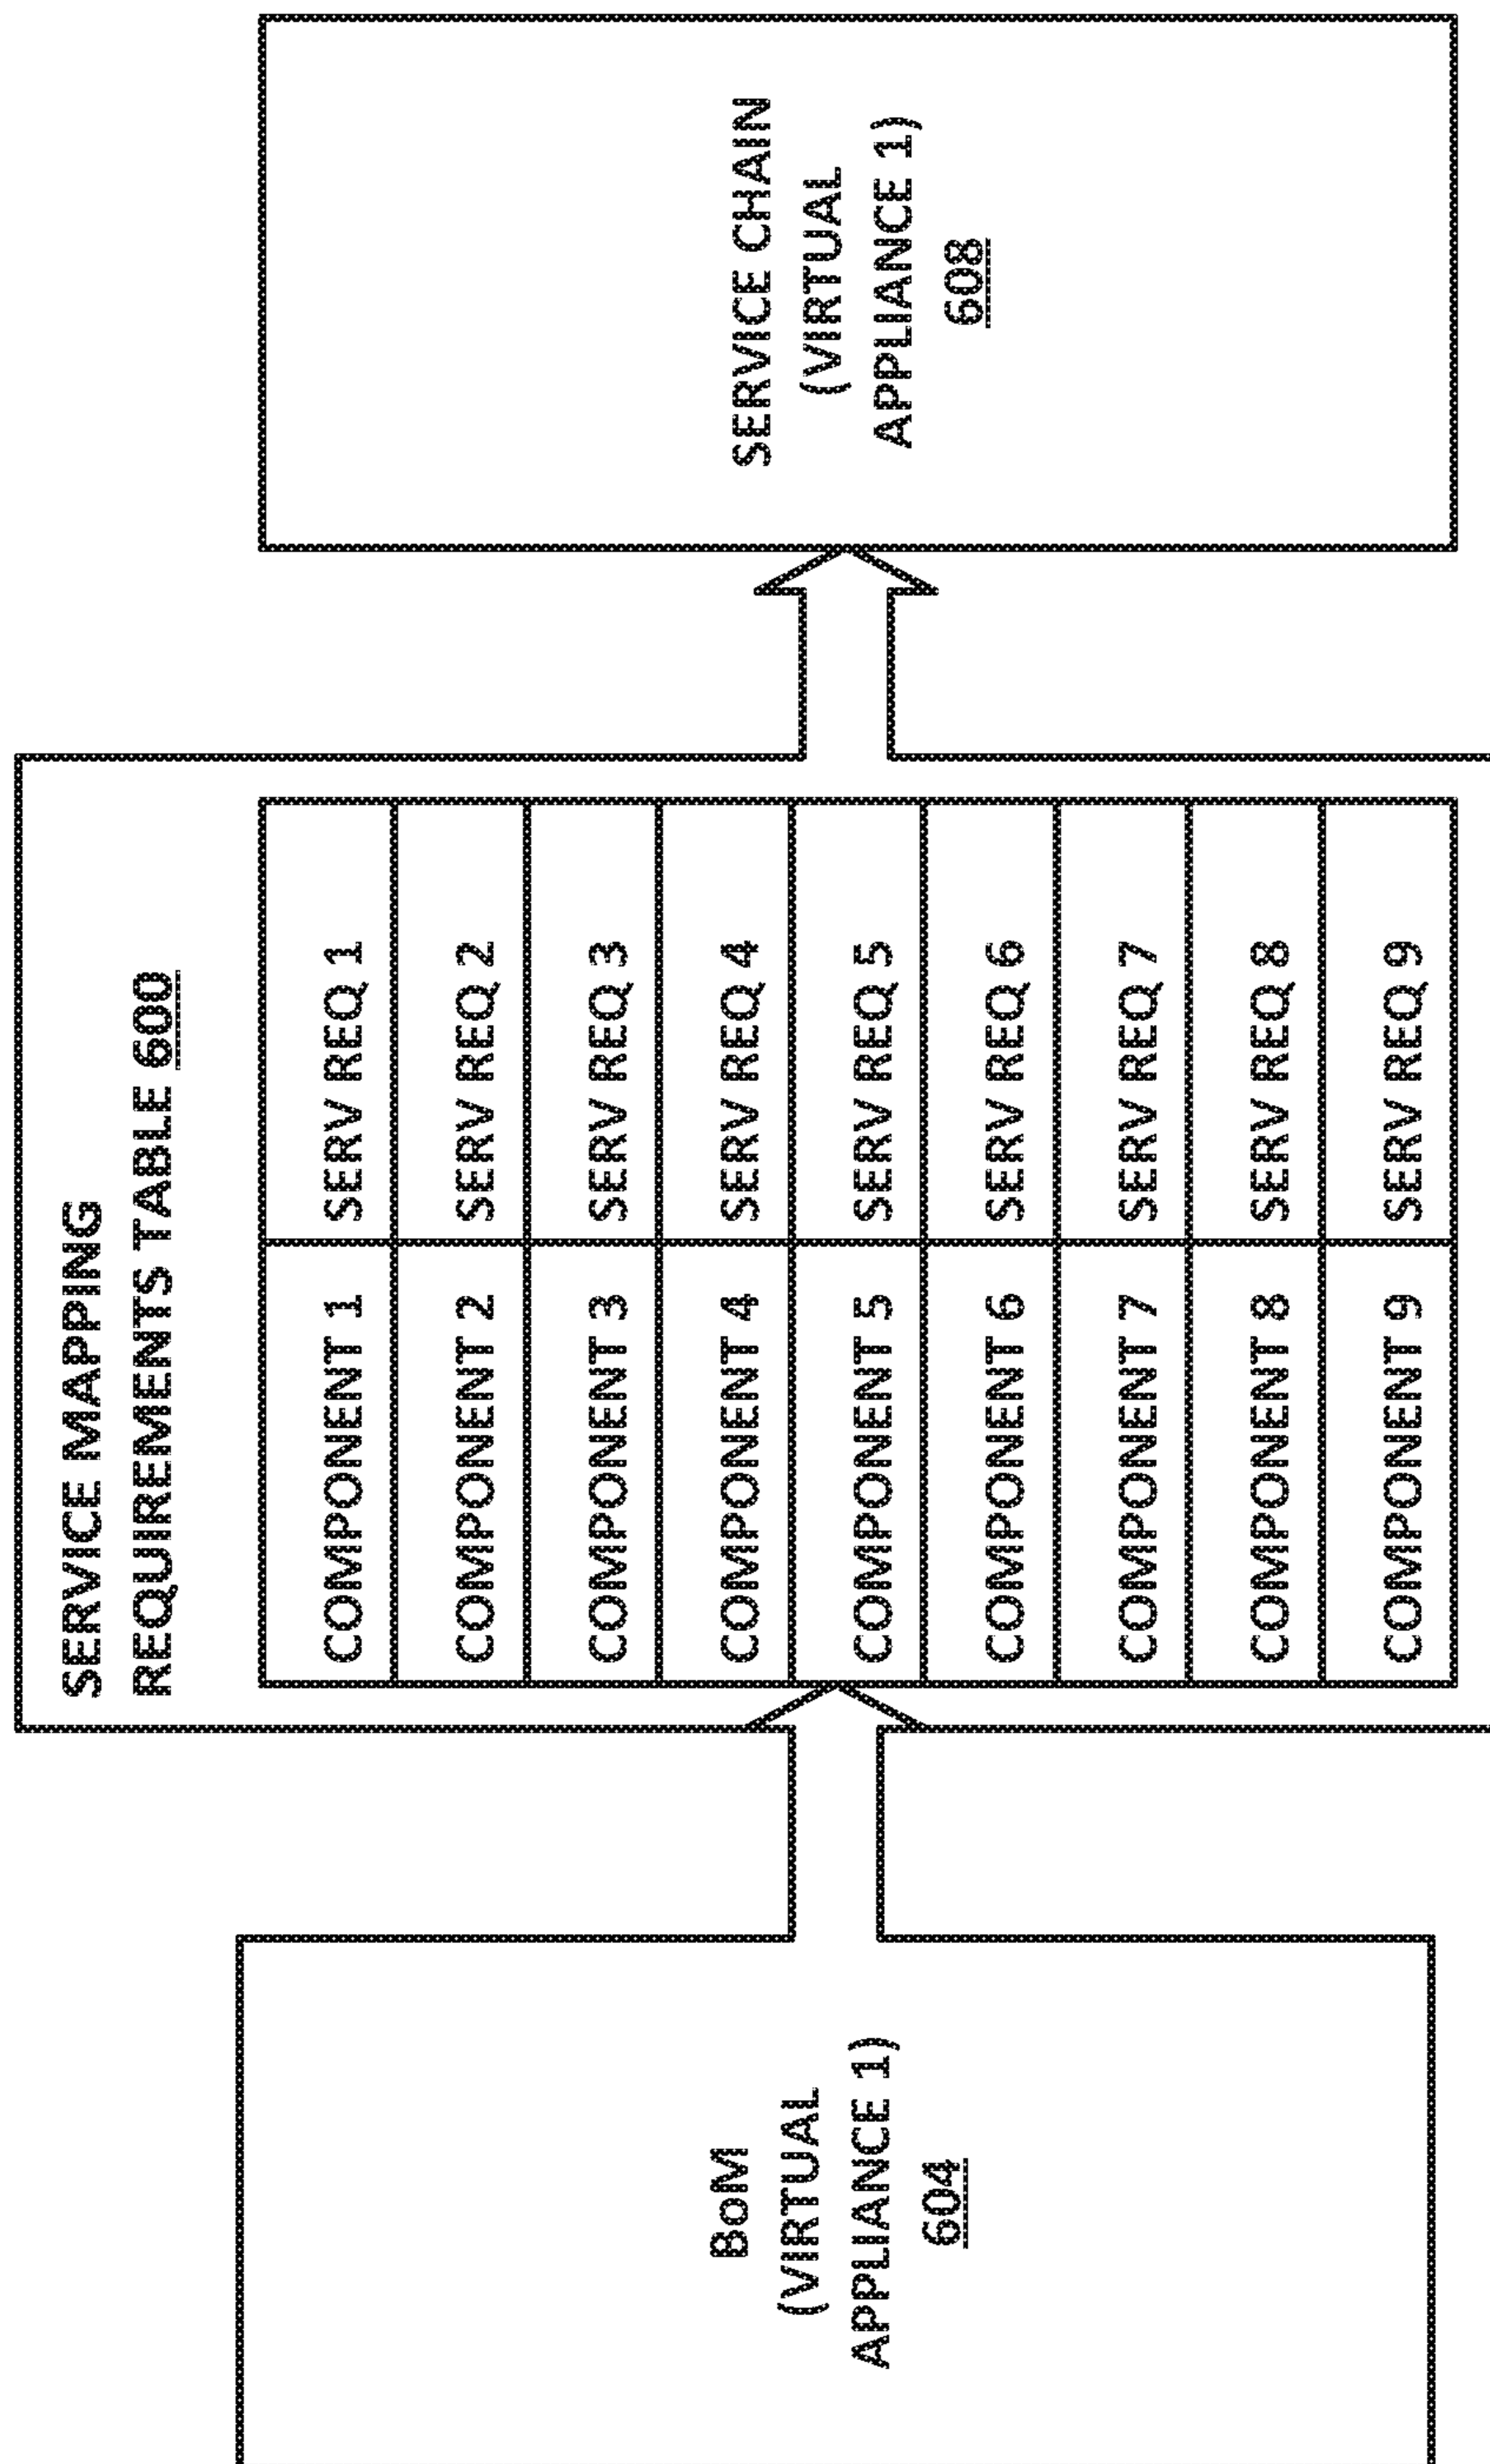 BoM
(VIRTUAL
APPLIANCE 1)
604
SERVICE MAPPING
REQUIREMENTS TABLE 600
COMPONENT 1 SERV REQ 1
COMPONENT 2 SERV REQ 2
COMPONENT 3 SERV REQ 3
COMPONENT 4 SERV REQ 4
COMPONENT 5 SERV REQ 5
COMPONENT 6 SERV REQ 6
COMPONENT 7 SERV REQ 7
COMPONENT 8 SERV REQ 8
COMPONENT 9 SERV REQ 9
SERVICE CHAIN
(VIRTUAL
APPLIANCE 1)
608